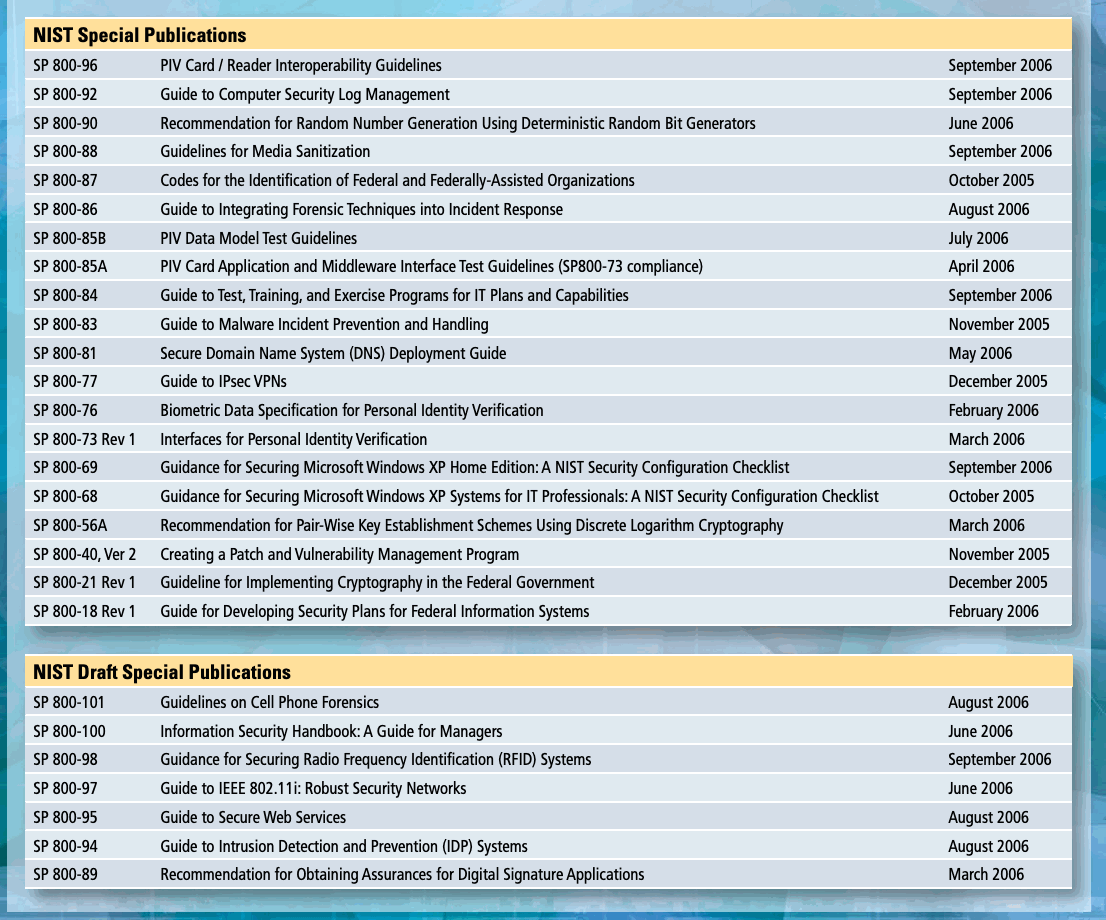 NIST Special Publications
SP 800-96 PIV Card / Reader Interoperability Guidelines September 2006
SP 800-92 Guide to Computer Security Log Management September 2006
SP 800-90 Recommendation for Random Number Generation Using Deterministic Random Bit Generators June 2006
SP 800-88 Guidelines for Media Sanitization September 2006
SP 800-87 Codes for the Identification of Federal and Federally-Assisted Organizations October 2005
SP 800-86 Guide to Integrating Forensic Techniques into Incident Response August 2006
SP 800-85B PIV Data Model Test Guidelines July 2006
SP 800-85A PIV Card Application and Middleware Interface Test Guidelines (SP800-73 compliance) April 2006
SP 800-84 Guide to Test, Training, and Exercise Programs for IT Plans and Capabilities September 2006
SP 800-83 Guide to Malware Incident Prevention and Handling November 2005
SP 800-81 Secure Domain Name System (DNS) Deployment Guide May 2006
SP 800-77 Guide to IPsec VPNs December 2005
SP 800-76 Biometric Data Specification for Personal Identity Verification February 2006
SP 800-73 Rev 1 Interfaces for Personal Identity Verification March 2006
SP 800-69 Guidance for Securing Microsoft Windows XP Home Edition: A NIST Security Configuration Checklist September 2006
SP 800-68 Guidance for Securing Microsoft Windows XP Systems for IT Professionals: A NIST Security Configuration Checklist October 2005
SP 800-56A Recommendation for Pair-Wise Key Establishment Schemes Using Discrete Logarithm Cryptography March 2006
SP 800-40, Ver 2 Creating a Patch and Vulnerability Management Program November 2005
SP 800-21 Rev 1 Guideline for Implementing Cryptography in the Federal Government December 2005
SP 800-18 Rev 1 Guide for Developing Security Plans for Federal Information Systems February 2006
NIST Draft Special Publications
SP 800-101 Guidelines on Cell Phone Forensics August 2006
SP 800-100 Information Security Handbook: A Guide for Managers June 2006
SP 800-98 Guidance for Securing Radio Frequency Identification (RFID) Systems September 2006
SP 800-97 Guide to IEEE 802.11i: Robust Security Networks June 2006
SP 800-95 Guide to Secure Web Services August 2006
SP 800-94 Guide to Intrusion Detection and Prevention (IDP) Systems August 2006
SP 800-89 Recommendation for Obtaining Assurances for Digital Signature Applications March 2006